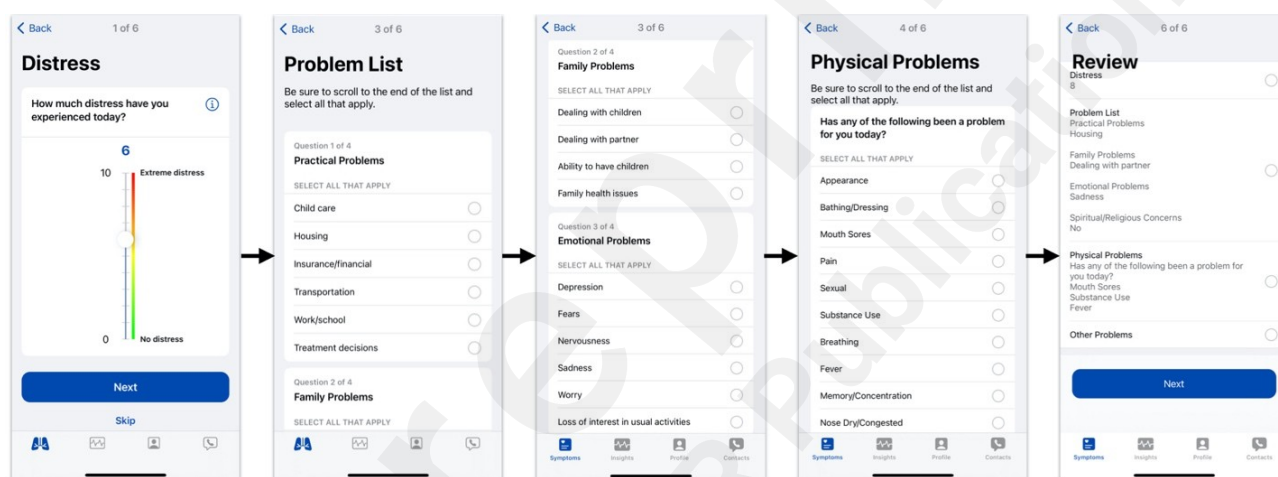 Back
1 of 6
Distress
How much distress have you
experienced today?
6
10
Extreme distress
0
No distress
Next
Skip
Back
3 of 6
Problem List
Be sure to scroll to the end of the list and
select all that apply.
Question 1 of 4
Practical Problems
SELECT ALL THAT APPLY
Child care
Housing
Insurance/financial
Transportation
Work/school
Treatment decisions
Question 2 of 4
Family Problems
SELECT ALL THAT APPLY
Back
3 of 6
Question 2 of 4
Family Problems
SELECT ALL THAT APPLY
Dealing with children
Dealing with partner
Ability to have children
Family health issues
Question 3 of 4
Emotional Problems
SELECT ALL THAT APPLY
Depression
Fears
Nervousness
Sadness
Worry
Loss of interest in usual activities
Symptoms
Insights
Profile
Contacts
Back
4 of 6
Physical Problems
Be sure to scroll to the end of the list and
select all that apply.
Has any of the following been a problem
for you today?
SELECT ALL THAT APPLY
Appearance
Bathing/Dressing
Mouth Sores
Pain
Sexual
Substance Use
Breathing
Fever
Memory/Concentration
Nose Dry/Congested
Symptoms
Insights
Profile
Contacts
Back
6 of 6
Review
Distress
8
Problem List
Practical Problems
Housing
Family Problems
Dealing with partner
Emotional Problems
Sadness
Spiritual/Religious Concerns
No
Physical Problems
Has any of the following been a problem for
you today?
Mouth Sores
Substance Use
Fever
Other Problems
Next
Symptoms
Insights
Profile
Contacts